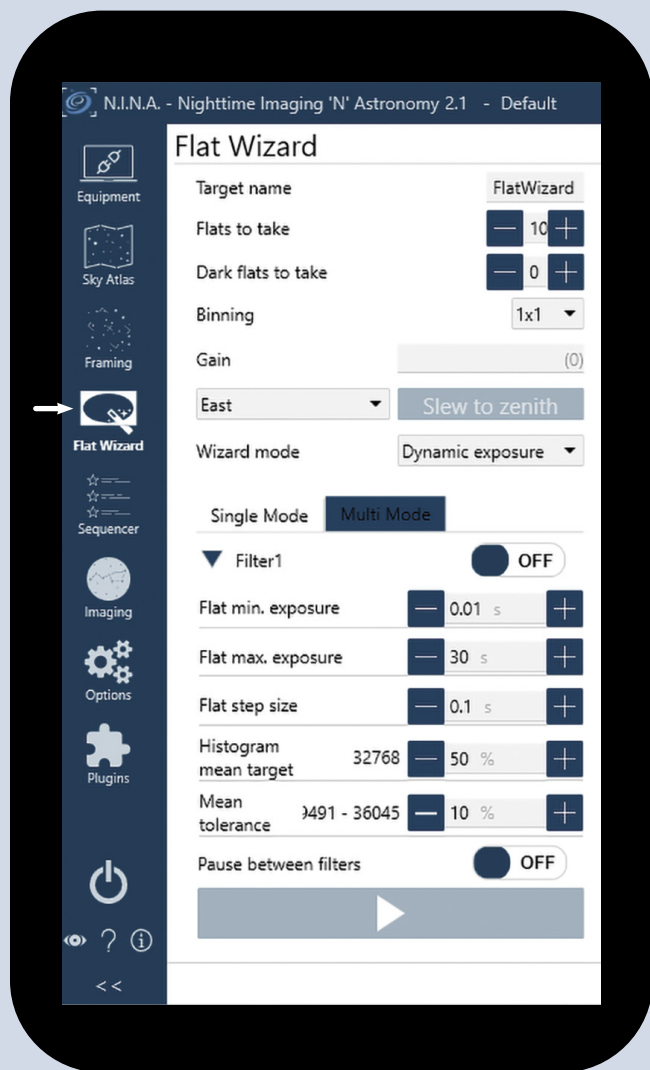 N.I.N.A. - Nighttime Imaging 'N' Astronomy 2.1 - Default
Equipment
Sky Atlas
Framing
Flat Wizard
Sequencer
Imaging
Options
Plugins
?
i
<<
Flat Wizard
Target name FlatWizard
Flats to take — 10 +
Dark flats to take — 0 +
Binning 1x1
Gain (0)
East Slew to zenith
Wizard mode Dynamic exposure
Single Mode Multi Mode
Filter1 OFF
Flat min. exposure — 0.01 s +
Flat max. exposure — 30 s +
Flat step size — 0.1 s +
Histogram
mean target 32768 — 50 % +
Mean
tolerance 9491 - 36045 — 10 % +
Pause between filters OFF